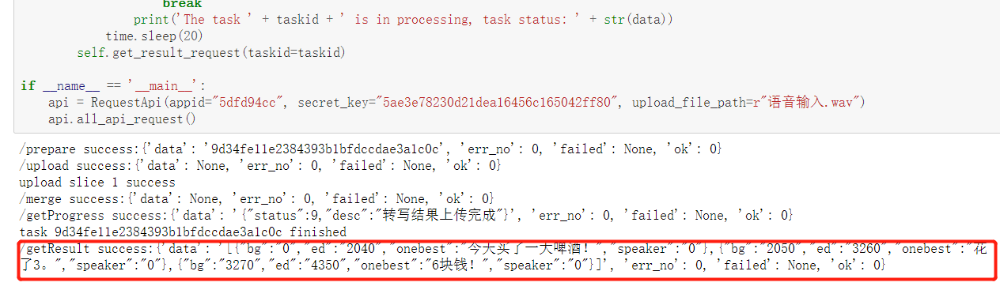 break
print('The task ' + taskid + ' is in processing, task status: ' + str(data))
time.sleep(20)
self.get_result_request(taskid=taskid)
if __name__ == '__main__':
api = RequestApi(appid="5dfd94cc", secret_key="5ae3e78230d21dea16456c165042ff80", upload_file_path=r"语音输入.wav")
api.all_api_request()
/prepare success:{'data': '9d34fe11e2384393b1bfdccdae3a1c0c', 'err_no': 0, 'failed': None, 'ok': 0}
/upload success:{'data': None, 'err_no': 0, 'failed': None, 'ok': 0}
upload slice 1 success
/merge success:{'data': None, 'err_no': 0, 'failed': None, 'ok': 0}
/getProgress success:{'data': '{"status":9,"desc":"转写结果上传完成"}', 'err_no': 0, 'failed': None, 'ok': 0}
task 9d34fe11e2384393b1bfdccdae3a1c0c finished
/getResult success:{'data': '[{"bg":"0","ed":"2040","onebest":"今天买了一大啤酒！","speaker":"0"},{"bg":"2050","ed":"3260","onebest":"花
了3。","speaker":"0"},{"bg":"3270","ed":"4350","onebest":"6块钱！","speaker":"0"}]', 'err_no': 0, 'failed': None, 'ok': 0}